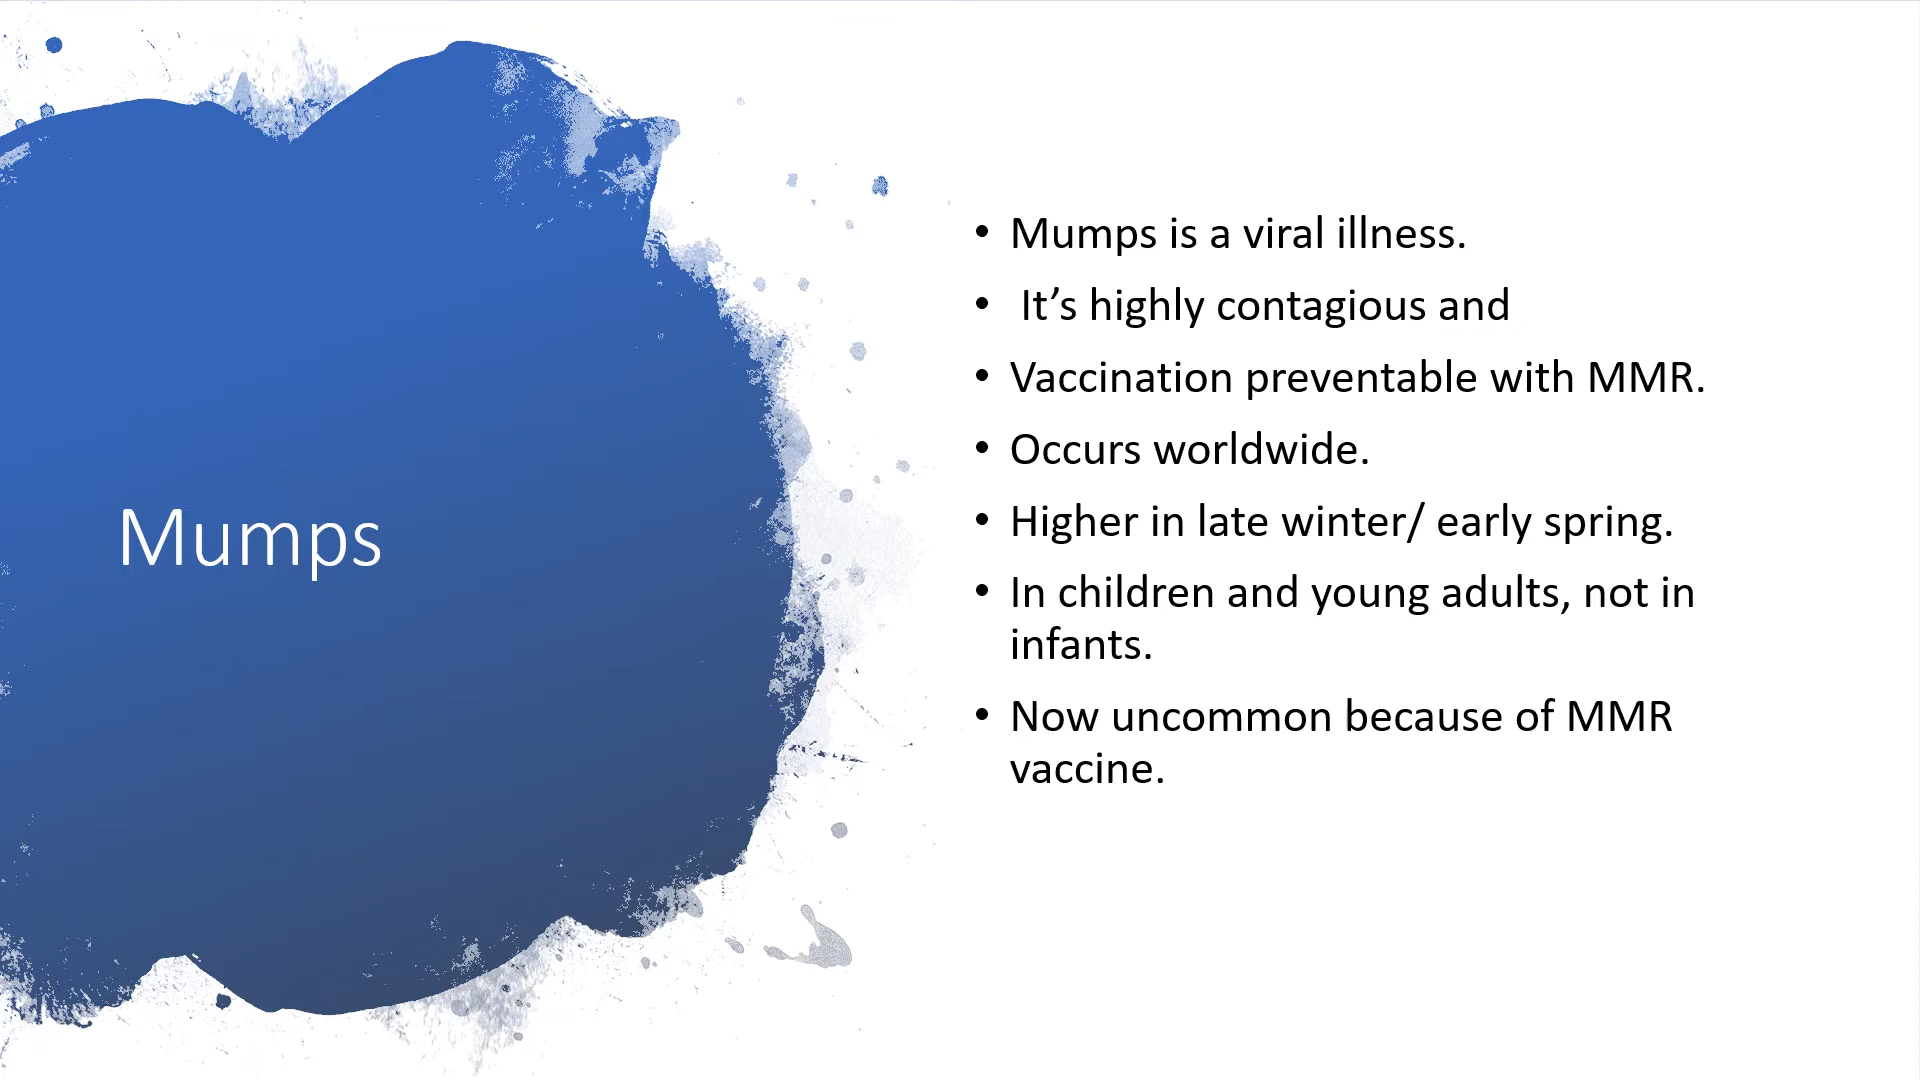 Mumps
• Mumps is a viral illness.
• It’s highly contagious and
• Vaccination preventable with MMR.
• Occurs worldwide.
• Higher in late winter/ early spring.
• In children and young adults, not in
infants.
• Now uncommon because of MMR
vaccine.